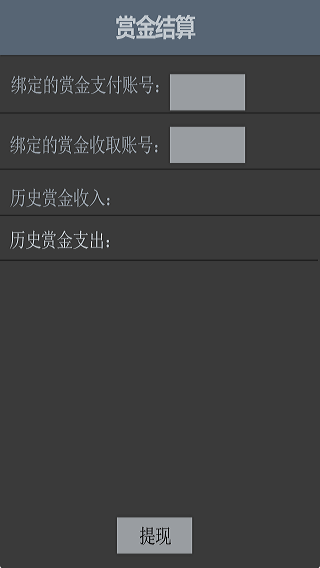 赏金结算
绑定的赏金支付账号：
绑定的赏金收取账号：
历史赏金收入：
历史赏金支出：
提现